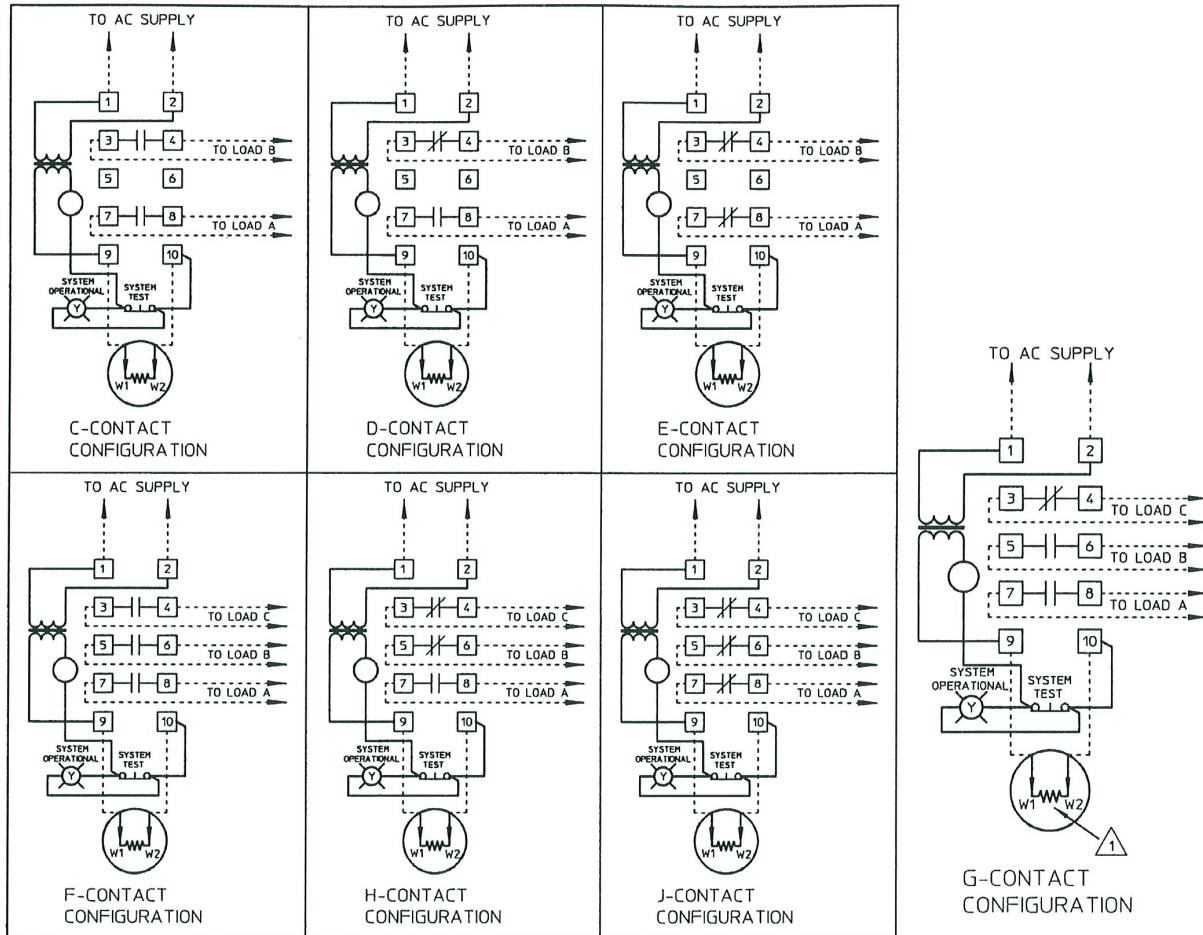 TO AC SUPPLY
1
2
3
4
TO LOAD B
5
6
7
8
TO LOAD A
9
10
SYSTEM
OPERATIONAL
SYSTEM
TEST
Y
W1
W2
C-CONTACT
CONFIGURATION
TO AC SUPPLY
1
2
3
4
TO LOAD B
5
6
7
8
TO LOAD A
9
10
SYSTEM
OPERATIONAL
SYSTEM
TEST
Y
W1
W2
D-CONTACT
CONFIGURATION
TO AC SUPPLY
1
2
3
4
TO LOAD B
5
6
7
8
TO LOAD A
9
10
SYSTEM
OPERATIONAL
SYSTEM
TEST
Y
W1
W2
E-CONTACT
CONFIGURATION
TO AC SUPPLY
1
2
3
4
TO LOAD C
5
6
TO LOAD B
7
8
TO LOAD A
9
10
SYSTEM
OPERATIONAL
SYSTEM
TEST
Y
W1
W2
F-CONTACT
CONFIGURATION
TO AC SUPPLY
1
2
3
4
TO LOAD C
5
6
TO LOAD B
7
8
TO LOAD A
9
10
SYSTEM
OPERATIONAL
SYSTEM
TEST
Y
W1
W2
H-CONTACT
CONFIGURATION
TO AC SUPPLY
1
2
3
4
TO LOAD C
5
6
TO LOAD B
7
8
TO LOAD A
9
10
SYSTEM
OPERATIONAL
SYSTEM
TEST
Y
W1
W2
J-CONTACT
CONFIGURATION
TO AC SUPPLY
1
2
3
4
TO LOAD C
5
6
TO LOAD B
7
8
TO LOAD A
9
10
SYSTEM
OPERATIONAL
SYSTEM
TEST
Y
W1
W2
1
G-CONTACT
CONFIGURATION